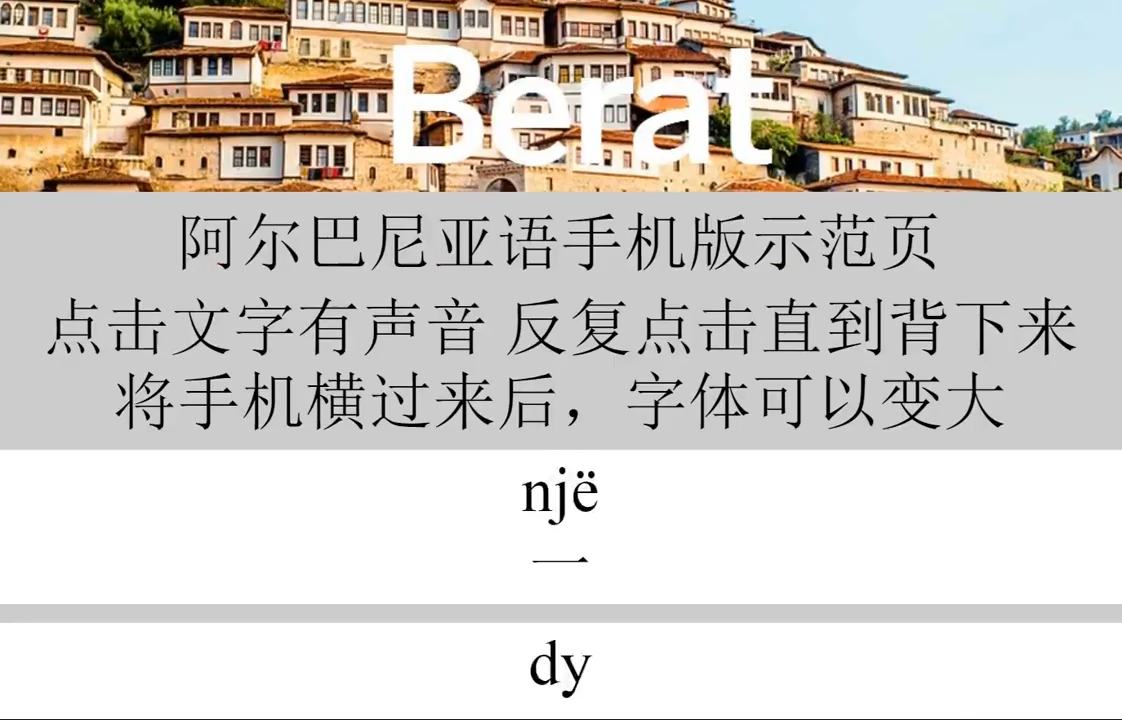 Berat
阿尔巴尼亚语手机版示范页
点击文字有声音 反复点击直到背下来
将手机横过来后，字体可以变大
një
一
dy